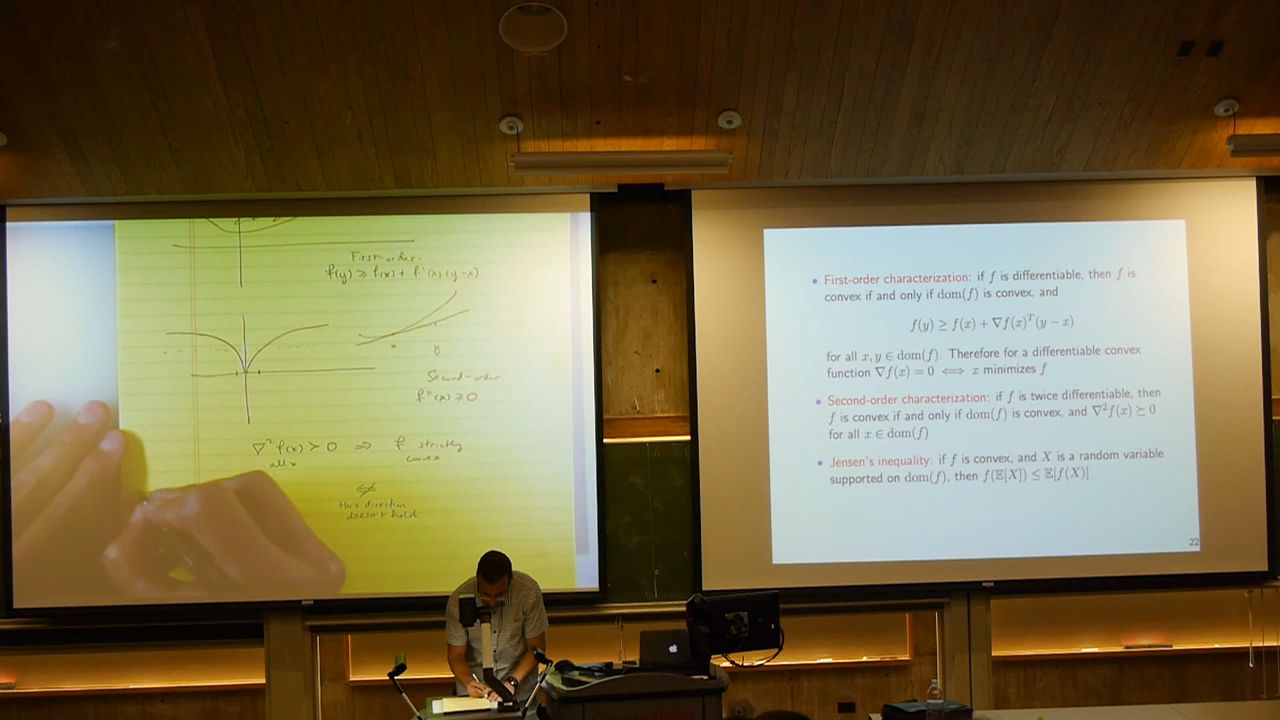 First-order:
f(y) ≥ f(x) + f'(x)(y-x)
x
y
Second-order
f''(x) ≥ 0
∇²f(x) ≻ 0 ⇒ f strictly
all x convex
⇍
this direction
doesn't hold
• First-order characterization: if f is differentiable, then f is
convex if and only if dom(f) is convex, and
f(y) ≥ f(x) + ∇f(x)ᵀ(y − x)
for all x, y ∈ dom(f). Therefore for a differentiable convex
function ∇f(x) = 0 ⟺ x minimizes f
• Second-order characterization: if f is twice differentiable, then
f is convex if and only if dom(f) is convex, and ∇²f(x) ⪰ 0
for all x ∈ dom(f)
• Jensen's inequality: if f is convex, and X is a random variable
supported on dom(f), then f(𝔼[X]) ≤ 𝔼[f(X)]
22